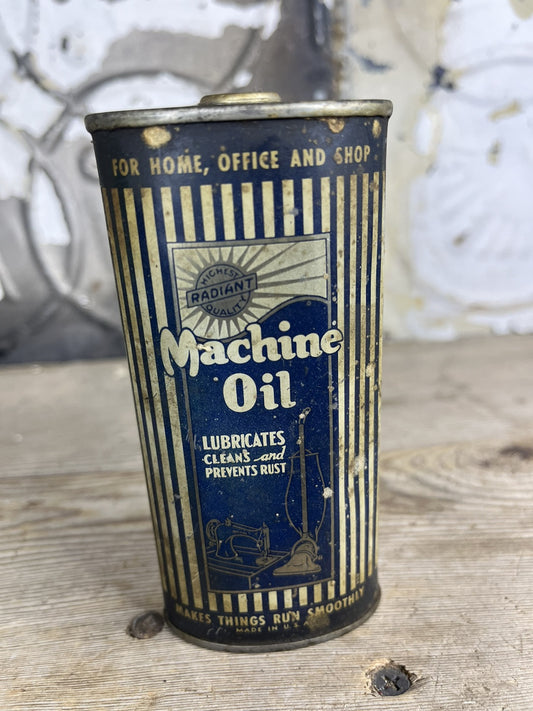 FOR HOME, OFFICE AND SHOP
HIGHEST
RADIANT
QUALITY
Machine
Oil
LUBRICATES
CLEANS and
PREVENTS RUST
MAKES THINGS RUN SMOOTHLY
MADE IN U.S.